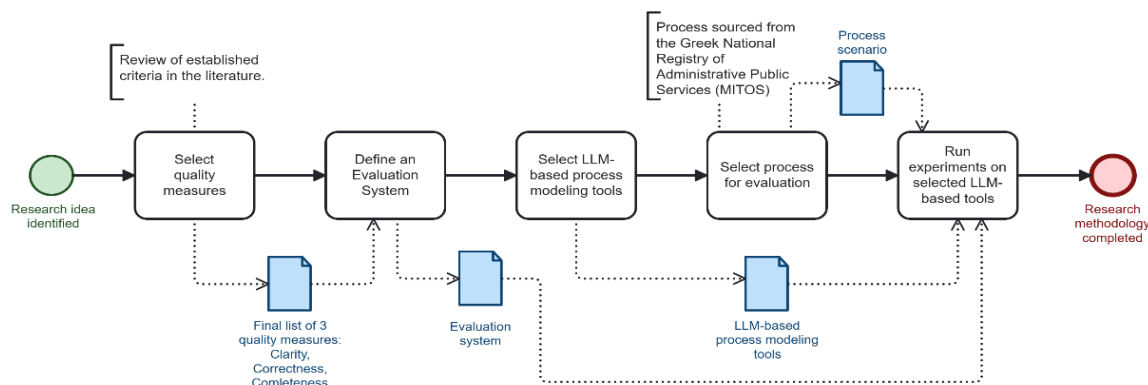 Review of established
criteria in the literature.
Process sourced from
the Greek National
Registry of
Administrative Public
Services (MITOS)
Process
scenario
Select
quality
measures
Define an
Evaluation
System
Select LLM-
based process
modeling tools
Select process
for evaluation
Run
experiments on
selected LLM-
based tools
Research idea
identified
Research
methodology
completed
Final list of 3
quality measures:
Clarity,
Correctness,
Completeness
Evaluation
system
LLM-based
process modeling
tools